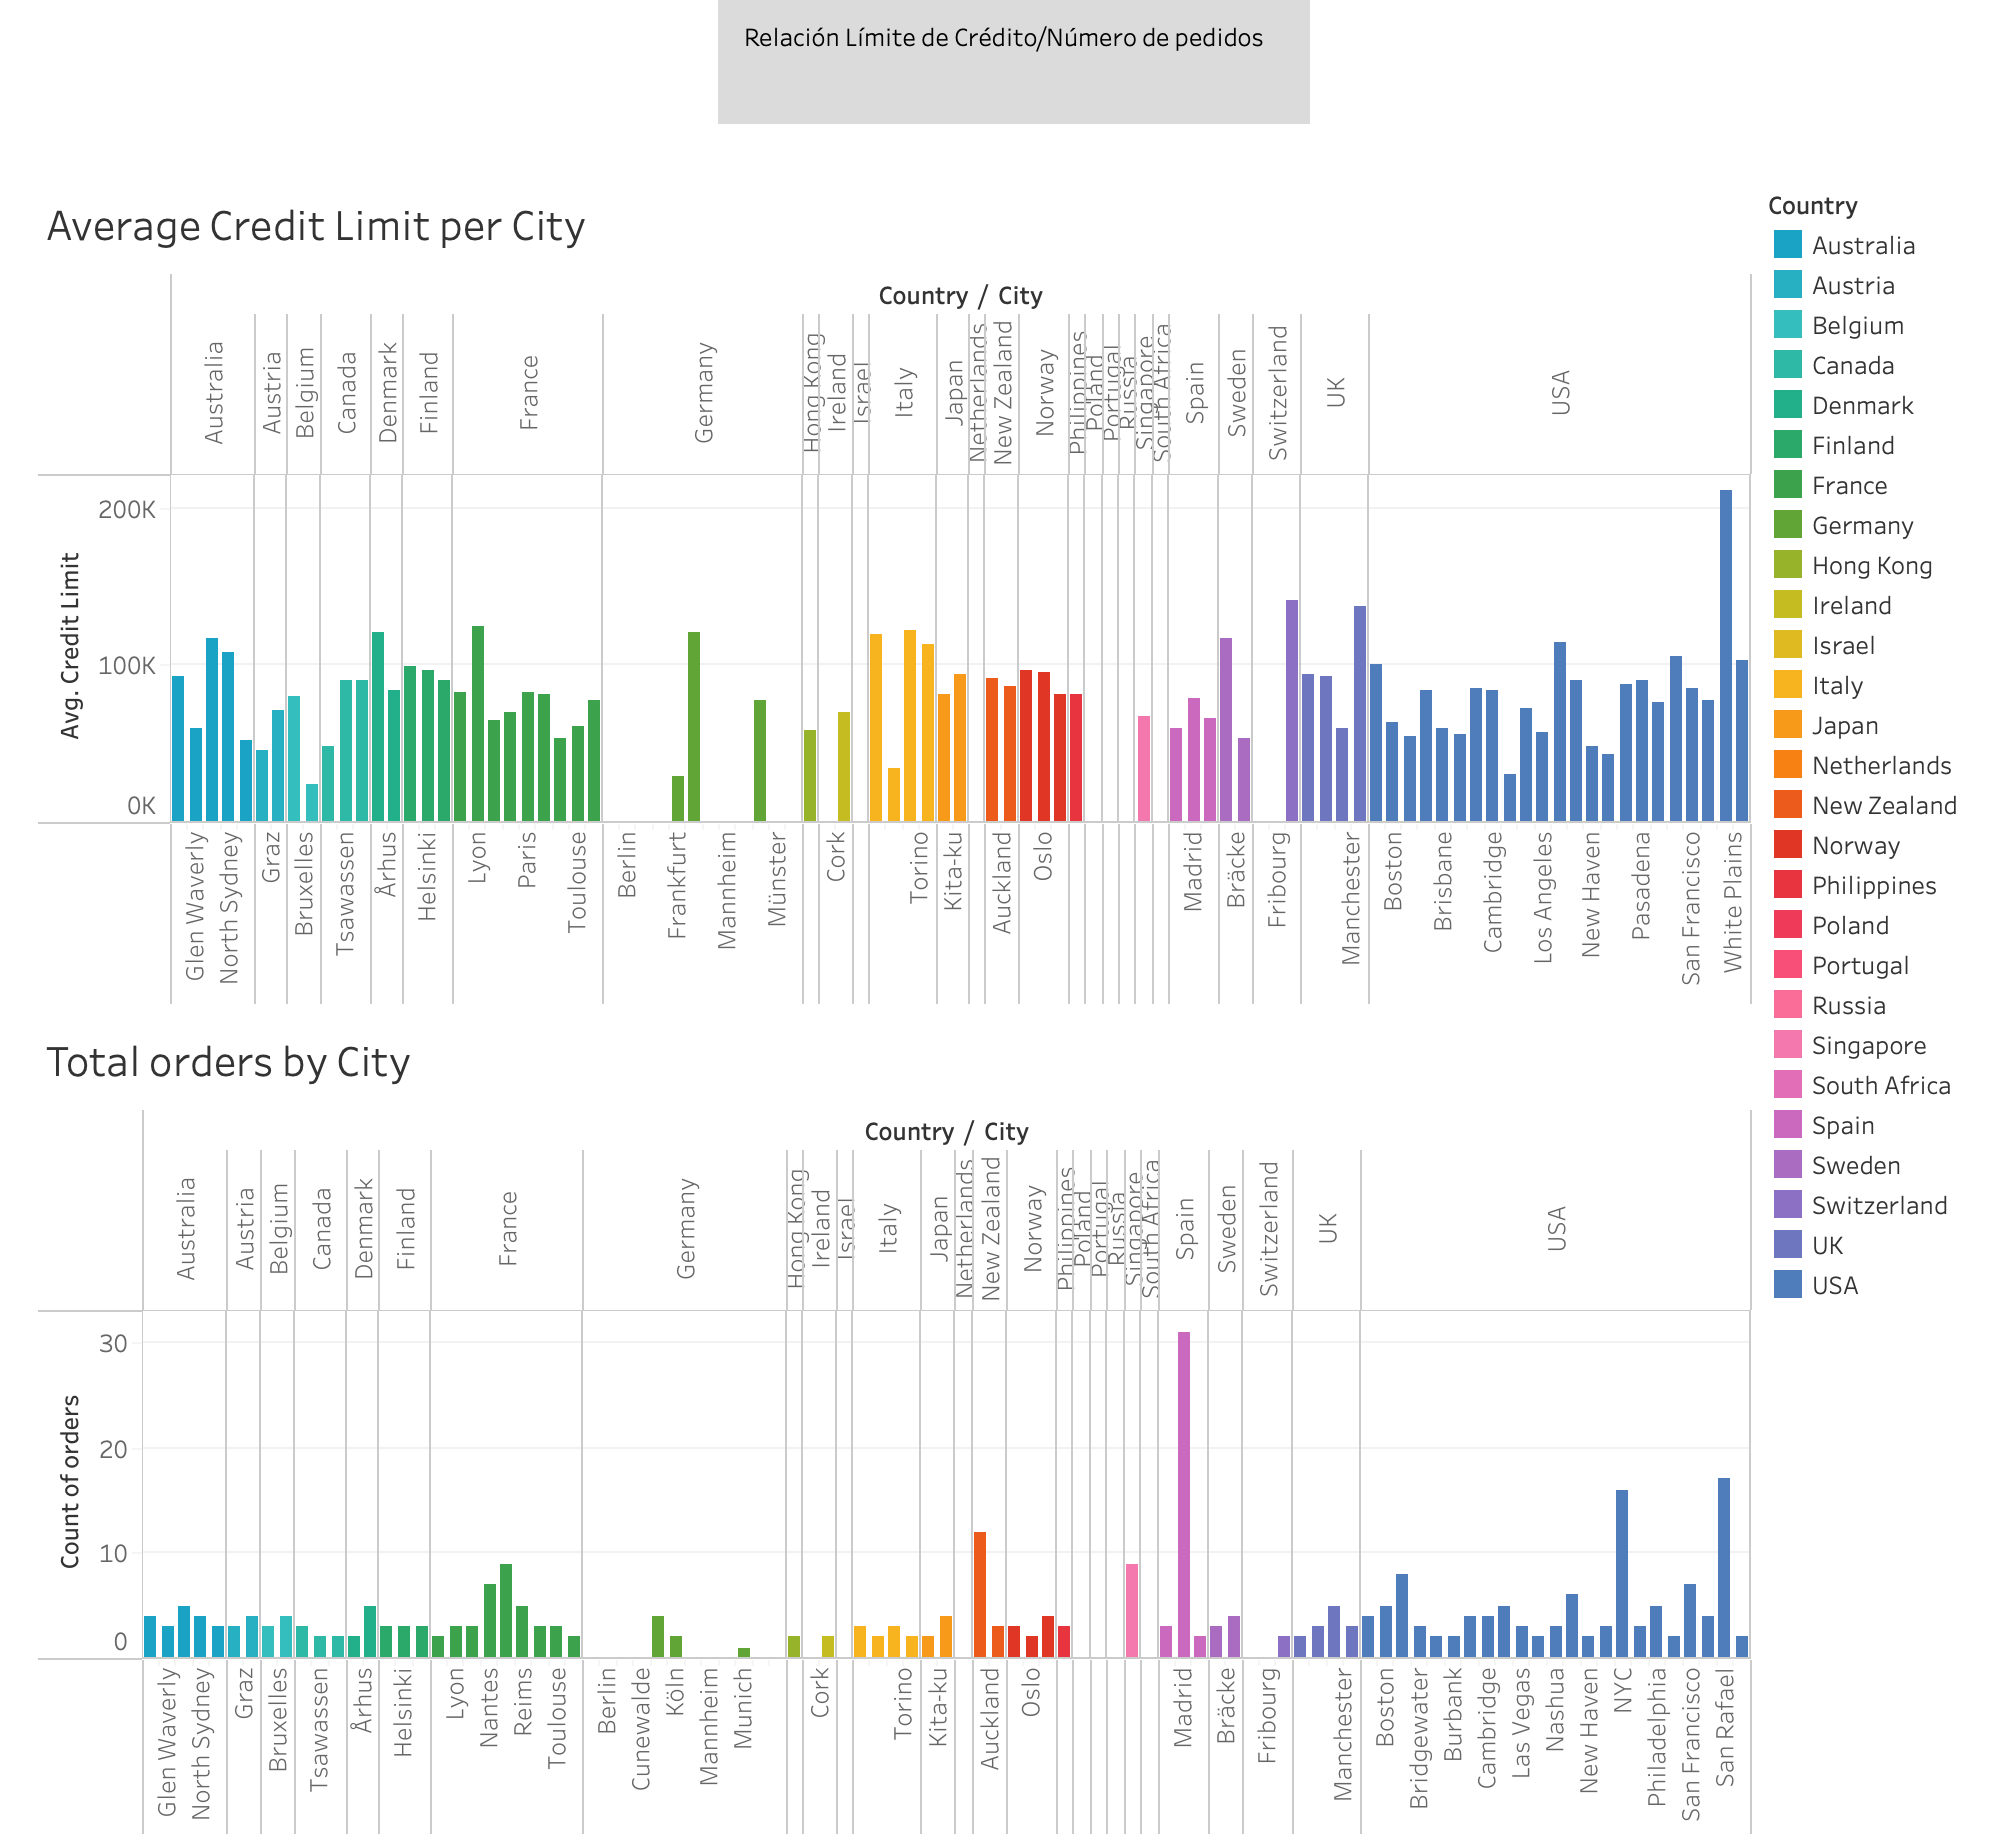 Relación Límite de Crédito/Número de pedidos
Average Credit Limit per City
Country / City
Australia
Austria
Belgium
Canada
Denmark
Finland
France
Germany
Hong Kong
Ireland
Israel
Italy
Japan
Netherlands
New Zealand
Norway
Philippines
Poland
Portugal
Russia
Singapore
South Africa
Spain
Sweden
Switzerland
UK
USA
Avg. Credit Limit
200K
100K
0K
Glen Waverly
North Sydney
Graz
Bruxelles
Tsawassen
Århus
Helsinki
Lyon
Paris
Toulouse
Berlin
Frankfurt
Mannheim
Münster
Cork
Torino
Kita-ku
Auckland
Oslo
Madrid
Bräcke
Fribourg
Manchester
Boston
Brisbane
Cambridge
Los Angeles
New Haven
Pasadena
San Francisco
White Plains
Total orders by City
Country / City
Australia
Austria
Belgium
Canada
Denmark
Finland
France
Germany
Hong Kong
Ireland
Israel
Italy
Japan
Netherlands
New Zealand
Norway
Philippines
Poland
Portugal
Russia
Singapore
South Africa
Spain
Sweden
Switzerland
UK
USA
Count of orders
30
20
10
0
Glen Waverly
North Sydney
Graz
Bruxelles
Tsawassen
Århus
Helsinki
Lyon
Nantes
Reims
Toulouse
Berlin
Cunewalde
Köln
Mannheim
Munich
Cork
Torino
Kita-ku
Auckland
Oslo
Madrid
Bräcke
Fribourg
Manchester
Boston
Bridgewater
Burbank
Cambridge
Las Vegas
Nashua
New Haven
NYC
Philadelphia
San Francisco
San Rafael
Country
Australia
Austria
Belgium
Canada
Denmark
Finland
France
Germany
Hong Kong
Ireland
Israel
Italy
Japan
Netherlands
New Zealand
Norway
Philippines
Poland
Portugal
Russia
Singapore
South Africa
Spain
Sweden
Switzerland
UK
USA